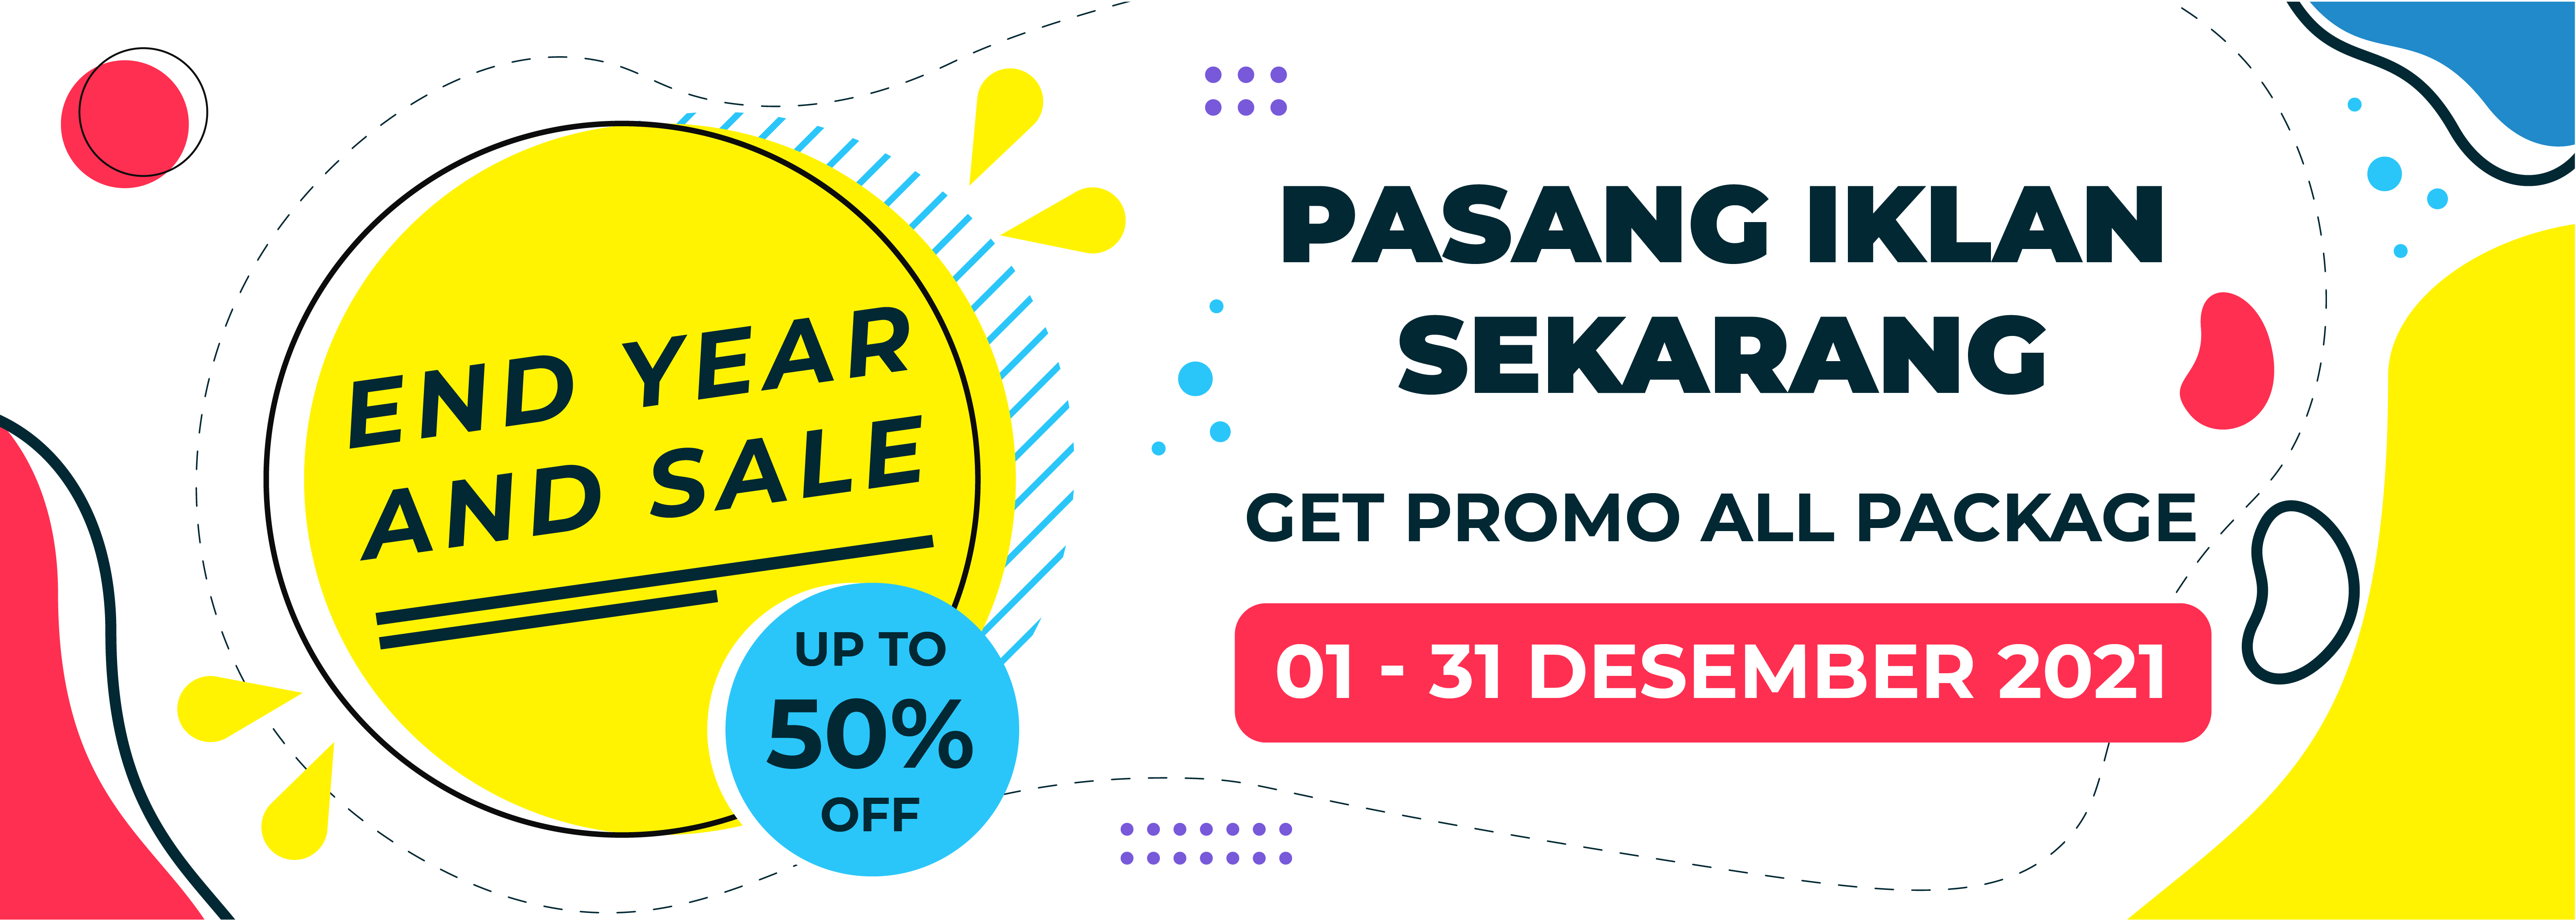 END YEAR
AND SALE
UP TO
50%
OFF
PASANG IKLAN
SEKARANG
GET PROMO ALL PACKAGE
01 - 31 DESEMBER 2021